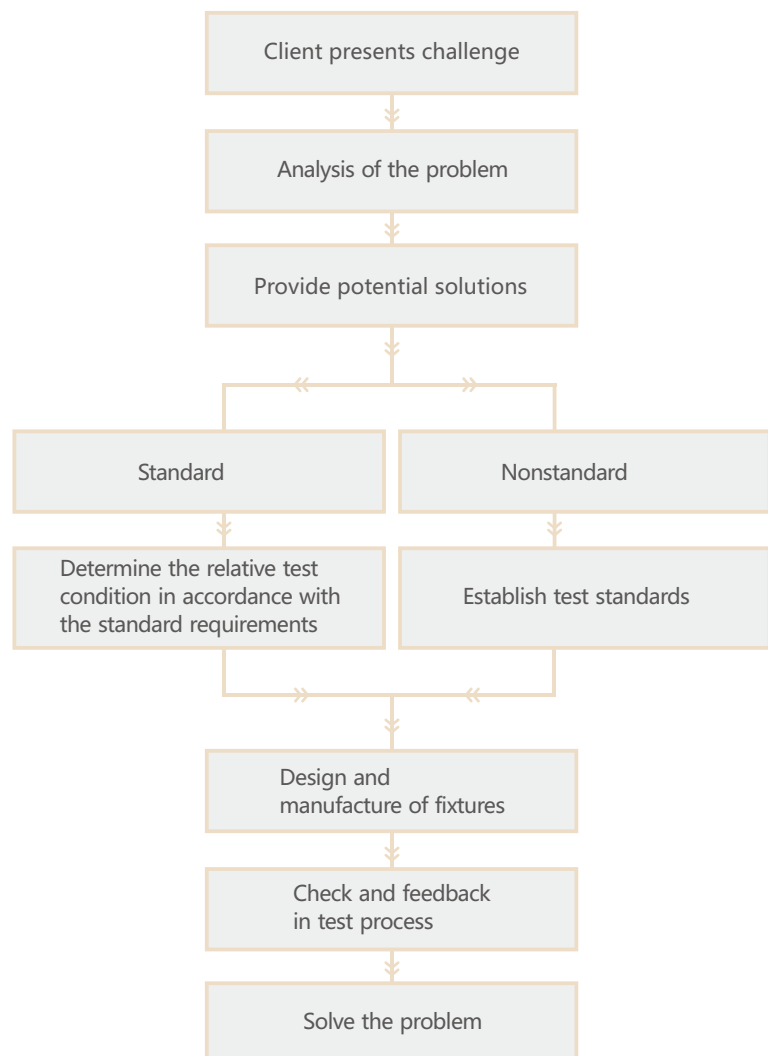 Client presents challenge
Analysis of the problem
Provide potential solutions
Standard
Nonstandard
Determine the relative test
condition in accordance with
the standard requirements
Establish test standards
Design and
manufacture of fixtures
Check and feedback
in test process
Solve the problem